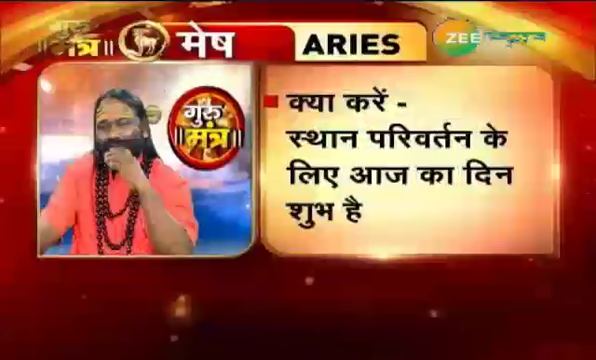 गुरु
॥मंत्र॥
मेष
ARIES
ZEE
गुरु
॥मंत्र॥
क्या करें -
स्थान परिवर्तन के
लिए आज का दिन
शुभ है